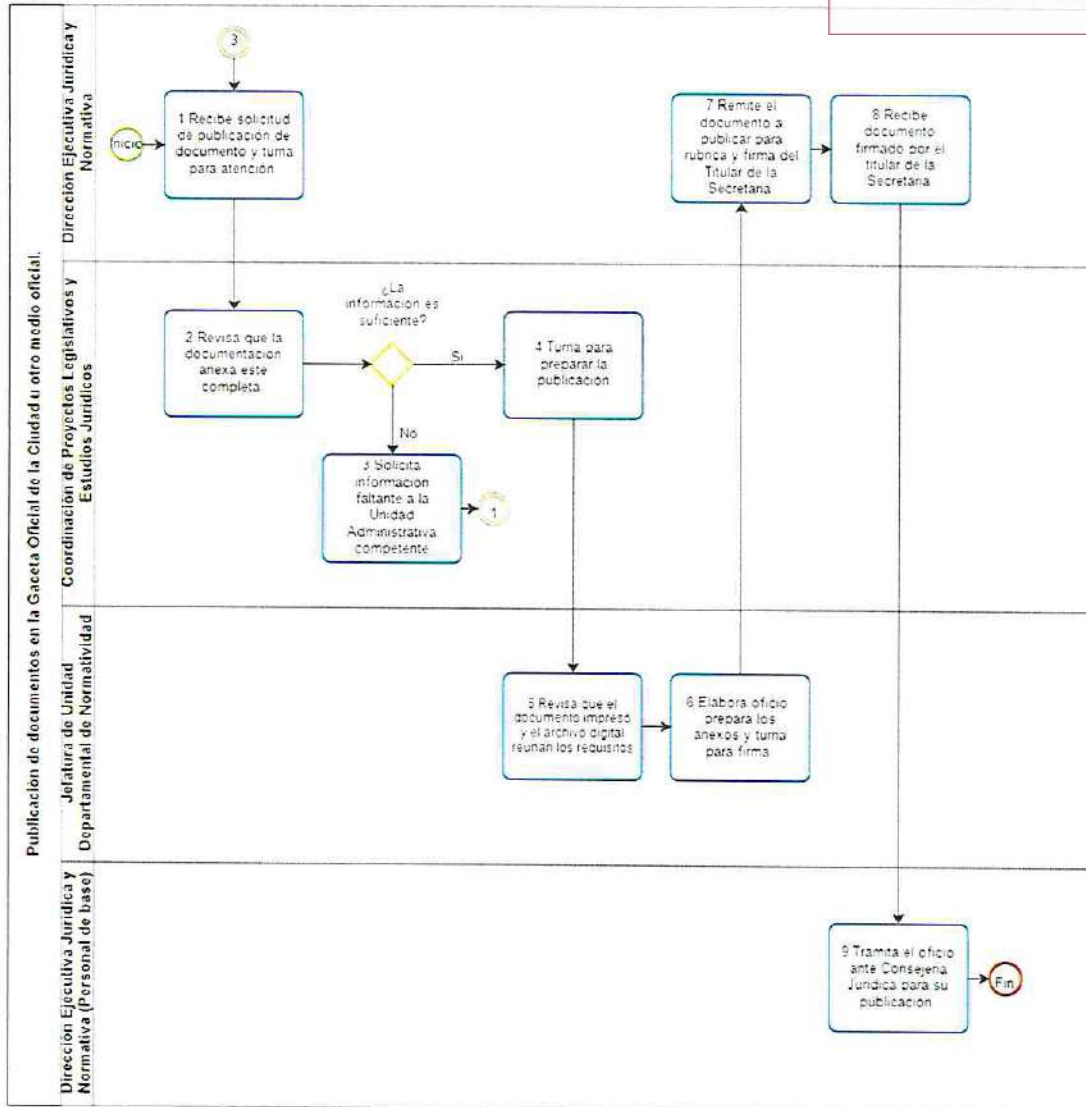 Publicación de documentos en la Gaceta Oficial de la Ciudad u otro medio oficial.
Dirección Ejecutiva Jurídica y
Normativa
3
Inicio
1 Recibe solicitud
de publicación de
documento y turna
para atención
7 Remite el
documento a
publicar para
rubrica y firma del
Titular de la
Secretaria
8 Recibe
documento
firmado por el
titular de la
Secretaria
Coordinación de Proyectos Legislativos y
Estudios Jurídicos
2 Revisa que la
documentacion
anexa este
completa
¿La
informacion es
suficiente?
Si
No
4 Turna para
preparar la
publicación
3 Solicita
información
faltante a la
Unidad
Administrativa
competente
1
Jefatura de Unidad
Departamental de Normatividad
5 Revisa que el
documento impreso
y el archivo digital
reunan los requisitos
6 Elabora oficio
prepara los
anexos y turna
para firma
Dirección Ejecutiva Jurídica y
Normativa (Personal de base)
9 Tramita el oficio
ante Consejeria
Juridica para su
publicación
Fin